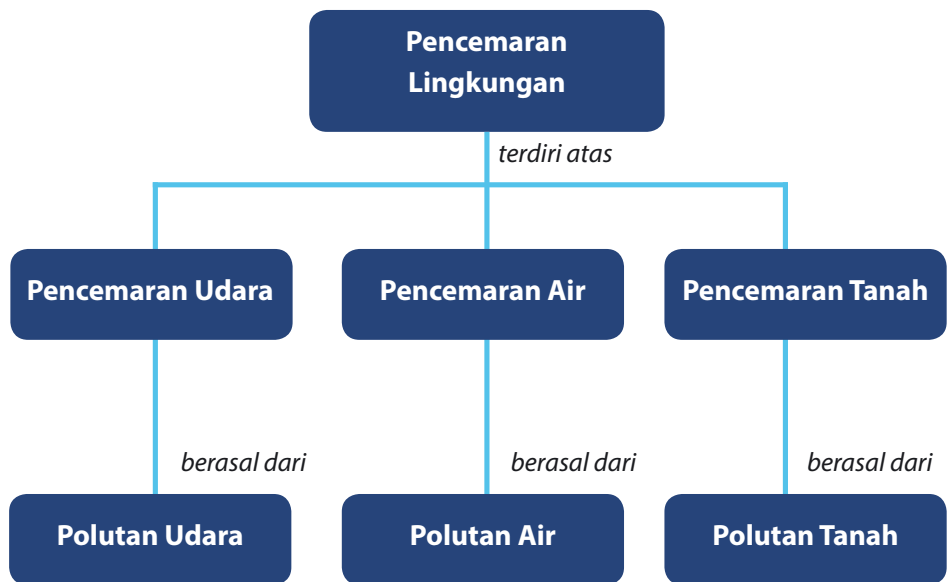 Pencemaran
Lingkungan
terdiri atas
Pencemaran Udara
Pencemaran Air
Pencemaran Tanah
berasal dari
berasal dari
berasal dari
Polutan Udara
Polutan Air
Polutan Tanah